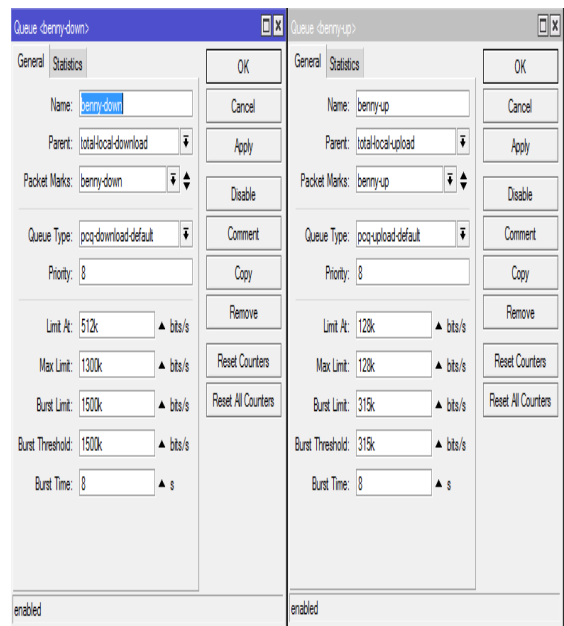 Queue <benny-down>
General Statistics
Name: benny-down
Parent: total-local-download
Packet Marks: benny-down
Queue Type: pcq-download-default
Priority: 8
Limit At: 512k bits/s
Max Limit: 1300k bits/s
Burst Limit: 1500k bits/s
Burst Threshold: 1500k bits/s
Burst Time: 8 s
OK
Cancel
Apply
Disable
Comment
Copy
Remove
Reset Counters
Reset All Counters
enabled
Queue <benny-up>
General Statistics
Name: benny-up
Parent: total-local-upload
Packet Marks: benny-up
Queue Type: pcq-upload-default
Priority: 8
Limit At: 128k bits/s
Max Limit: 128k bits/s
Burst Limit: 315k bits/s
Burst Threshold: 315k bits/s
Burst Time: 8 s
OK
Cancel
Apply
Disable
Comment
Copy
Remove
Reset Counters
Reset All Counters
enabled